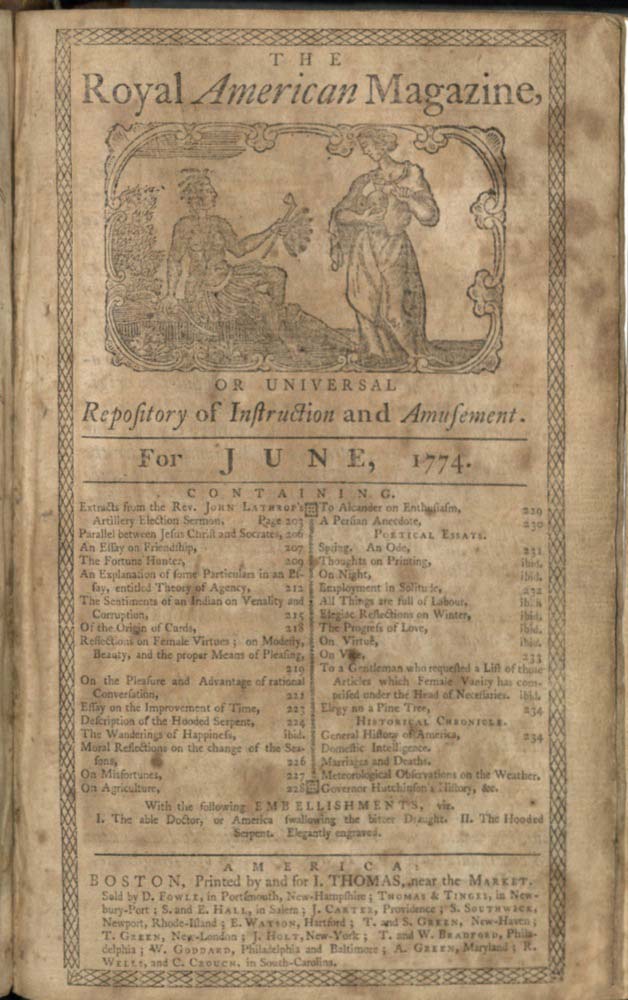 THE
Royal American Magazine,
OR UNIVERSAL
Repoſitory of Inſtruction and Amuſement.
For JUNE, 1774.
CONTAINING.
Extracts from the Rev. JOHN LATHROP's
Artillery Election Sermon, Page 203
Parallel between Jeſus Chriſt and Socrates, 206
An Eſſay on Friendſhip, 207
The Fortune Hunter, 209
An Explanation of ſome Particulars in an Eſ-
ſay, entitled Theory of Agency, 212
The Sentiments of an Indian on Venality and
Corruption, 215
Of the Origin of Cards, 218
Reflections on Female Virtues; on Modeſty,
Beauty, and the proper Means of Pleaſing,
219
On the Pleaſure and Advantage of rational
Converſation, 221
Eſſay on the Improvement of Time, 223
Deſcription of the Hooded Serpent, 224
The Wanderings of Happineſs, ibid.
Moral Reflections on the change of the Sea-
ſons, 226
On Misfortunes, 227
On Agriculture, 228
To Alcander on Enthuſiaſm, 229
A Perſian Anecdote, 230
POETICAL ESSAYS.
Spring. An Ode, 231
Thoughts on Printing, ibid.
On Night, ibid.
Employment in Solitude, 232
All Things are full of Labour, ibid.
Elegiac Reflections on Winter, ibid.
The Progreſs of Love, ibid.
On Virtue, ibid.
On Vice, 233
To a Gentleman who requeſted a Liſt of thoſe
Articles which Female Vanity has com-
priſed under the Head of Neceſſaries. ibid.
Elegy on a Pine Tree, 234
HISTORICAL CHRONICLE.
General Hiſtory of America, 234
Domeſtic Intelligence.
Marriages and Deaths.
Meteorological Obſervations on the Weather.
Governor Hutchinſon's Hiſtory, &c.
With the following EMBELLISHMENTS, viz.
I. The able Doctor, or America ſwallowing the bitter Draught. II. The Hooded
Serpent. Elegantly engraved.
AMERICA:
BOSTON, Printed by and for I. THOMAS, near the MARKET.
Sold by D. FOWLE, in Portſmouth, New-Hampſhire; THOMAS & TINGES, in New-
bury-Port; S. and E. HALL, in Salem; J. CARTER, Providence; S. SOUTHWICK,
Newport, Rhode-Iſland; E. WATSON, Hartford; T. and S. GREEN, New-Haven;
T. GREEN, New-London; J. HOLT, New-York; T. and W. BRADFORD, Phila-
delphia; W. GODDARD, Philadelphia and Baltimore; A. GREEN, Maryland; R.
WELLS, and C. CROUCH, in South-Carolina.